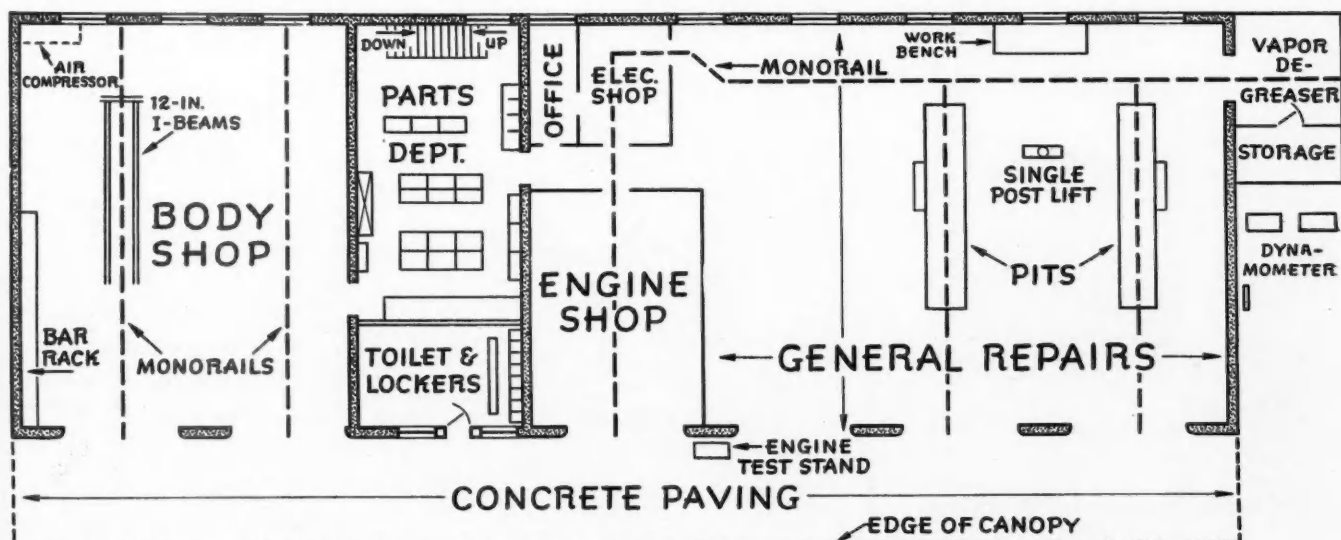 AIR
COMPRESSOR
12-IN.
I-BEAMS
BODY
SHOP
BAR
RACK
MONORAILS
DOWN
UP
PARTS
DEPT.
TOILET &
LOCKERS
OFFICE
ELEC.
SHOP
MONORAIL
WORK
BENCH
ENGINE
SHOP
SINGLE
POST LIFT
PITS
GENERAL REPAIRS
VAPOR
DE-
GREASER
STORAGE
DYNA-
MOMETER
ENGINE
TEST STAND
CONCRETE PAVING
EDGE OF CANOPY